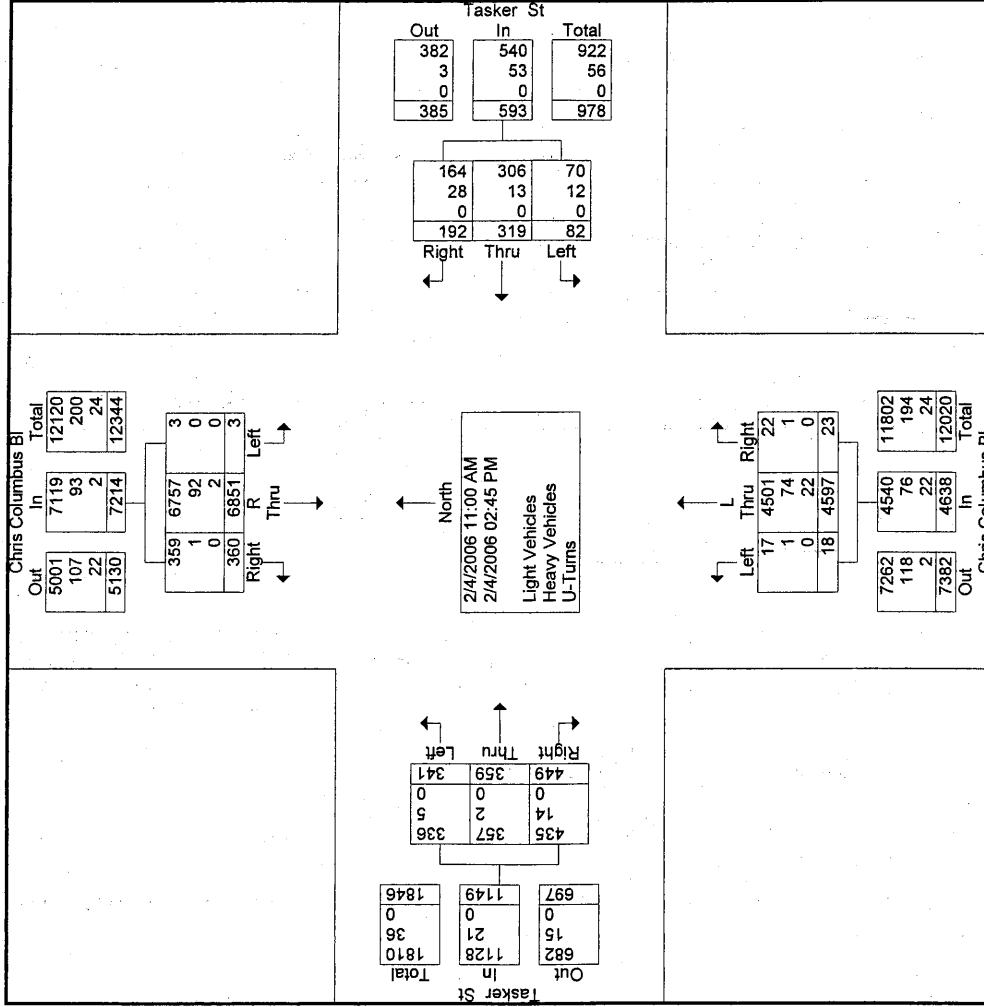 Tasker St
Out In Total
382 540 922
3 53 56
0 0 0
385 593 978
164 306 70
28 13 12
0 0 0
192 319 82
Right Thru Left
Chris Columbus Bl
Out In Total
5001 7119 12120
107 93 200
22 2 24
5130 7214 12344
359 6757 3
1 92 0
0 2 0
360 6851 3
Right R Thru Left
North
2/4/2006 11:00 AM
2/4/2006 02:45 PM
Light Vehicles
Heavy Vehicles
U-Turns
Left L Thru Right
17 4501 22
1 74 1
0 22 0
18 4597 23
7262 4540 11802
118 76 194
2 22 24
7382 4638 12020
Out In Total
Chris Columbus Bl
Left Thru Right
341 359 449
0 0 0
5 2 14
336 357 435
1846 1149 697
0 0 0
36 21 15
1810 1128 682
Total In Out
Tasker St